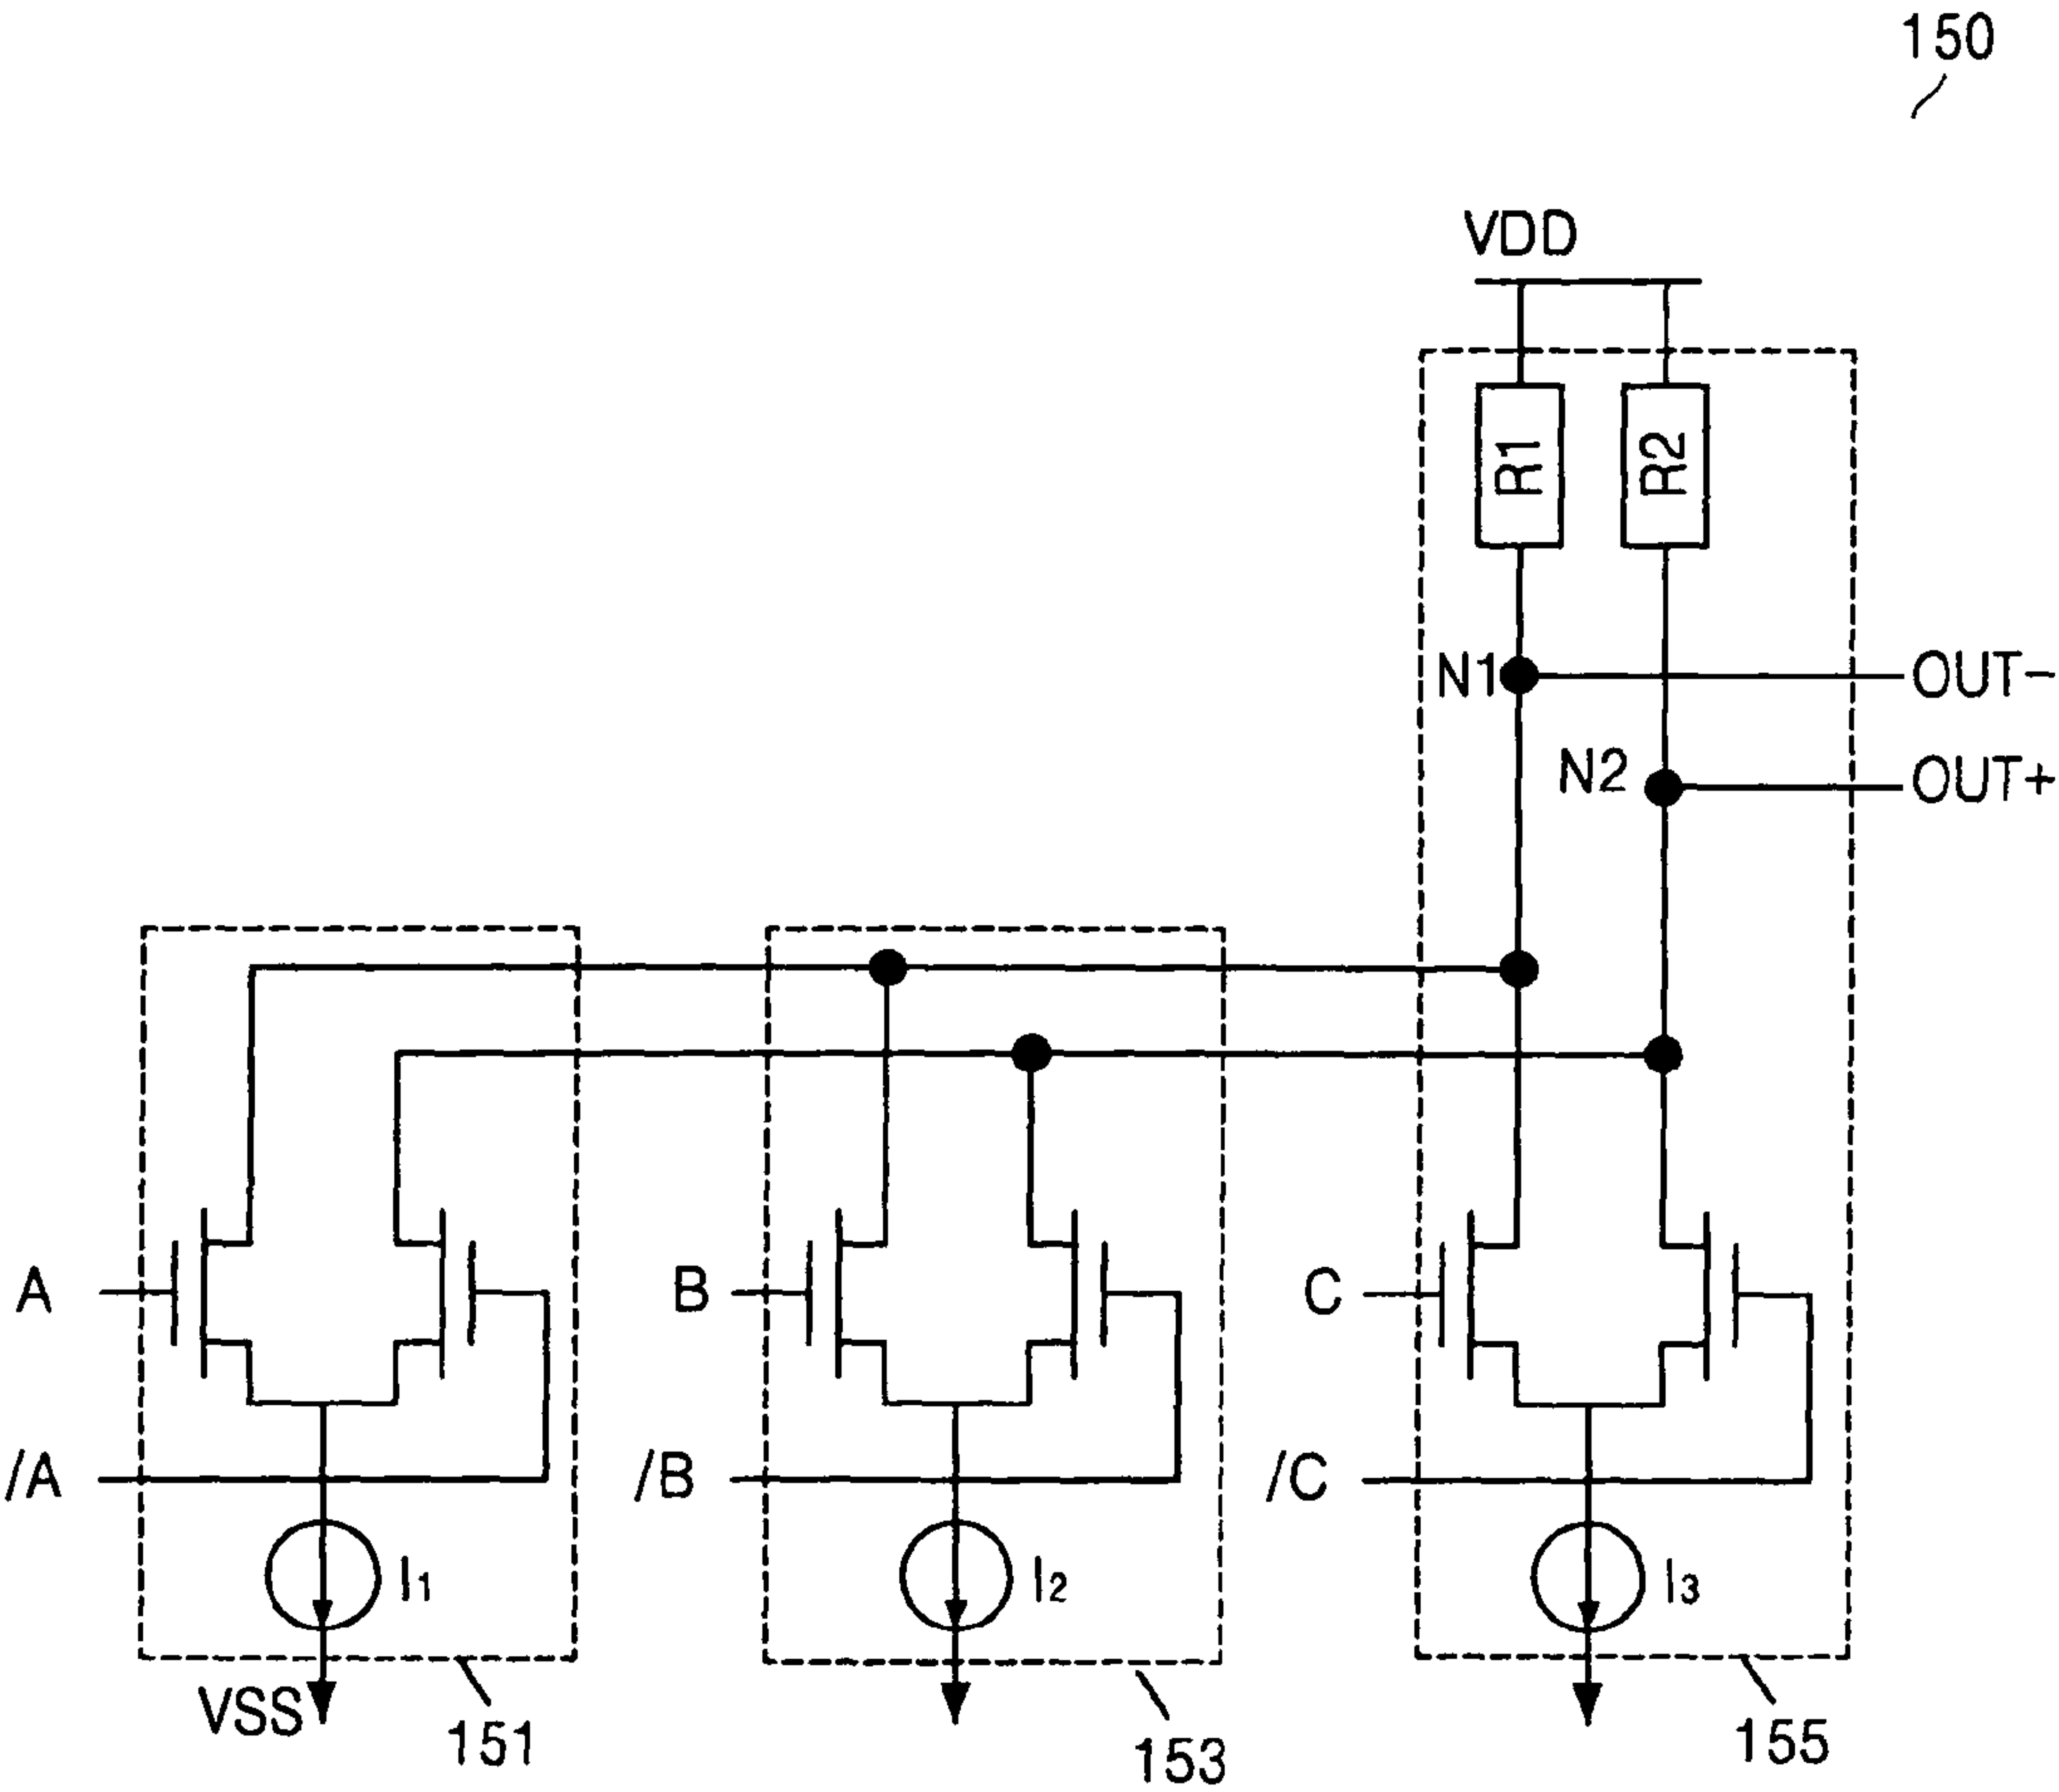 150
VDD
R1
R2
N1
OUT-
N2
OUT+
A
B
C
/A
/B
/C
I1
I2
I3
VSS
151
153
155